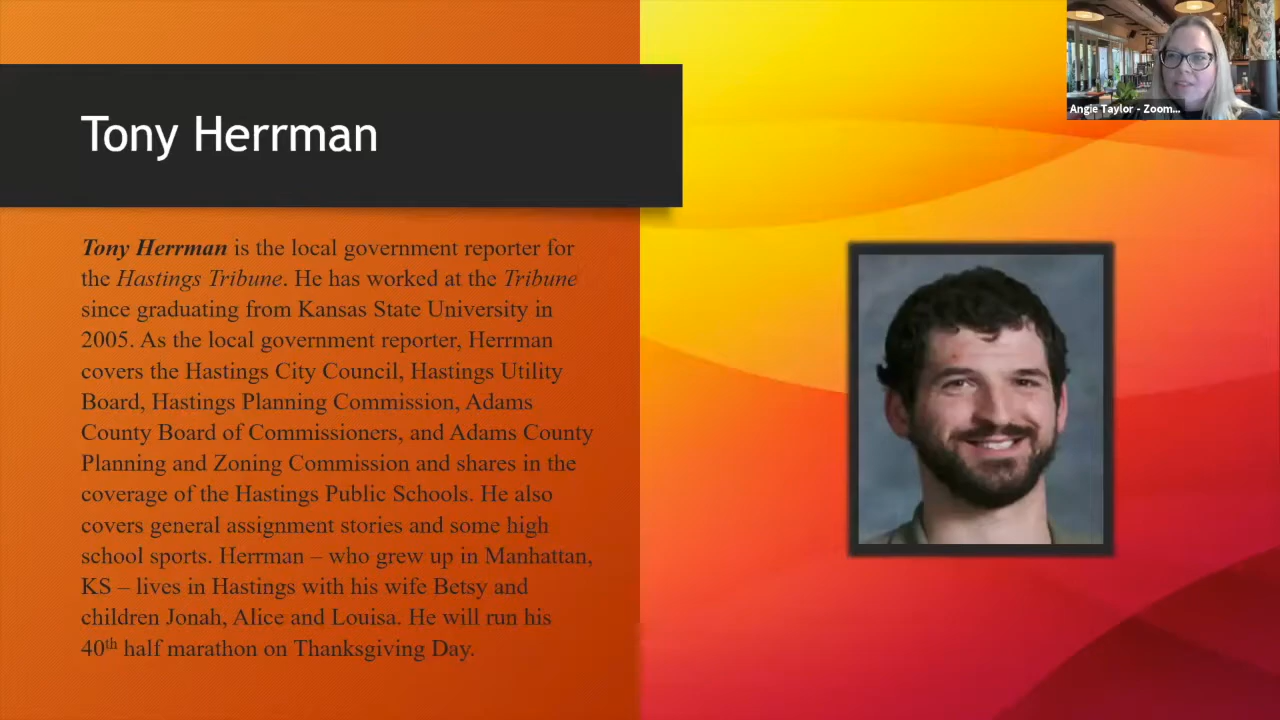 Angie Taylor - Zoom...
Tony Herrman
Tony Herrman is the local government reporter for
the Hastings Tribune. He has worked at the Tribune
since graduating from Kansas State University in
2005. As the local government reporter, Herrman
covers the Hastings City Council, Hastings Utility
Board, Hastings Planning Commission, Adams
County Board of Commissioners, and Adams County
Planning and Zoning Commission and shares in the
coverage of the Hastings Public Schools. He also
covers general assignment stories and some high
school sports. Herrman – who grew up in Manhattan,
KS – lives in Hastings with his wife Betsy and
children Jonah, Alice and Louisa. He will run his
40th half marathon on Thanksgiving Day.